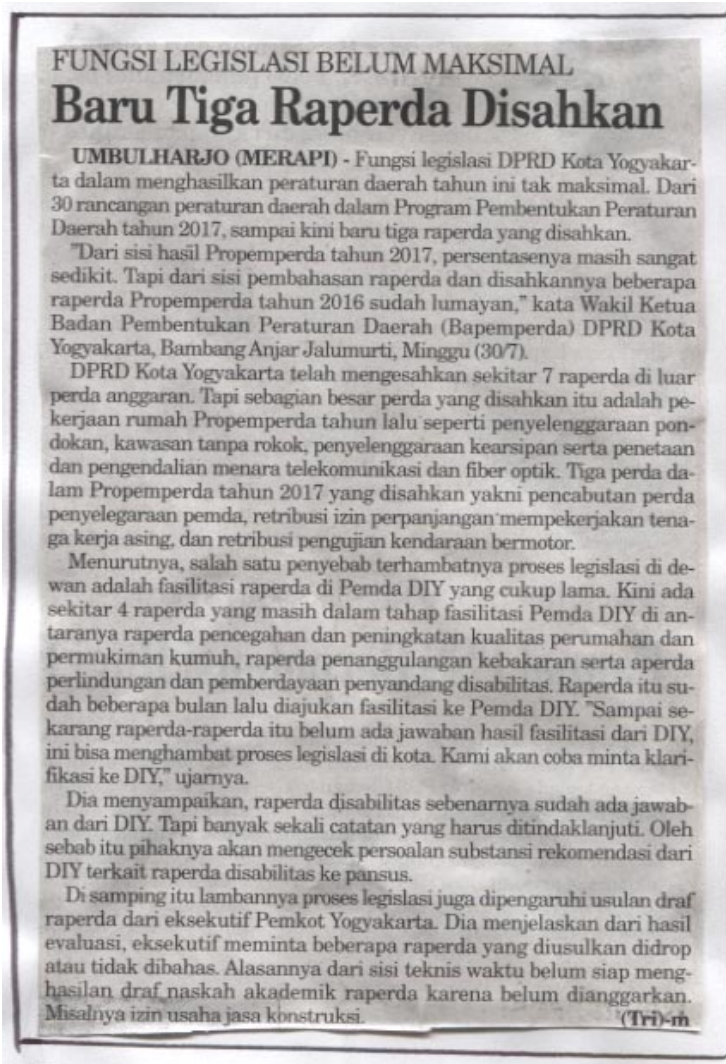 FUNGSI LEGISLASI BELUM MAKSIMAL
Baru Tiga Raperda Disahkan
UMBULHARJO (MERAPI) - Fungsi legislasi DPRD Kota Yogyakar-
ta dalam menghasilkan peraturan daerah tahun ini tak maksimal. Dari
30 rancangan peraturan daerah dalam Program Pembentukan Peraturan
Daerah tahun 2017, sampai kini baru tiga raperda yang disahkan.
"Dari sisi hasil Propemperda tahun 2017, persentasenya masih sangat
sedikit. Tapi dari sisi pembahasan raperda dan disahkannya beberapa
raperda Propemperda tahun 2016 sudah lumayan," kata Wakil Ketua
Badan Pembentukan Peraturan Daerah (Bapemperda) DPRD Kota
Yogyakarta, Bambang Anjar Jalumurti, Minggu (30/7).
DPRD Kota Yogyakarta telah mengesahkan sekitar 7 raperda di luar
perda anggaran. Tapi sebagian besar perda yang disahkan itu adalah pe-
kerjaan rumah Propemperda tahun lalu seperti penyelenggaraan pon-
dokan, kawasan tanpa rokok, penyelenggaraan kearsipan serta penetaan
dan pengendalian menara telekomunikasi dan fiber optik. Tiga perda da-
lam Propemperda tahun 2017 yang disahkan yakni pencabutan perda
penyelegaraan pemda, retribusi izin perpanjangan mempekerjakan tena-
ga kerja asing, dan retribusi pengujian kendaraan bermotor.
Menurutnya, salah satu penyebab terhambatnya proses legislasi di de-
wan adalah fasilitasi raperda di Pemda DIY yang cukup lama. Kini ada
sekitar 4 raperda yang masih dalam tahap fasilitasi Pemda DIY di an-
taranya raperda pencegahan dan peningkatan kualitas perumahan dan
permukiman kumuh, raperda penanggulangan kebakaran serta aperda
perlindungan dan pemberdayaan penyandang disabilitas. Raperda itu su-
dah beberapa bulan lalu diajukan fasilitasi ke Pemda DIY. "Sampai se-
karang raperda-raperda itu belum ada jawaban hasil fasilitasi dari DIY,
ini bisa menghambat proses legislasi di kota. Kami akan coba minta klari-
fikasi ke DIY," ujarnya.
Dia menyampaikan, raperda disabilitas sebenarnya sudah ada jawab-
an dari DIY. Tapi banyak sekali catatan yang harus ditindaklanjuti. Oleh
sebab itu pihaknya akan mengecek persoalan substansi rekomendasi dari
DIY terkait raperda disabilitas ke pansus.
Di samping itu lambannya proses legislasi juga dipengaruhi usulan draf
raperda dari eksekutif Pemkot Yogyakarta. Dia menjelaskan dari hasil
evaluasi, eksekutif meminta beberapa raperda yang diusulkan didrop
atau tidak dibahas. Alasannya dari sisi teknis waktu belum siap meng-
hasilan draf naskah akademik raperda karena belum dianggarkan.
Misalnya izin usaha jasa konstruksi. (Tri)-m